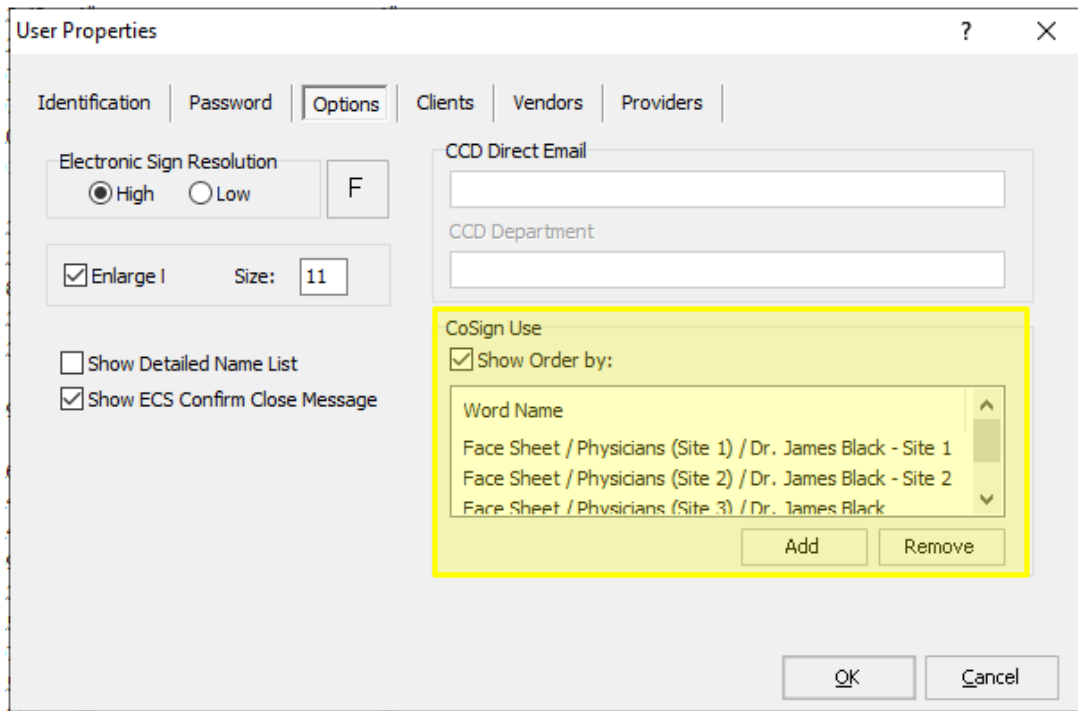 User Properties
?
Identification
Password
Options
Clients
Vendors
Providers
Electronic Sign Resolution
High
Low
F
Enlarge I
Size:
11
Show Detailed Name List
Show ECS Confirm Close Message
CCD Direct Email
CCD Department
CoSign Use
Show Order by:
Word Name
Face Sheet / Physicians (Site 1) / Dr. James Black - Site 1
Face Sheet / Physicians (Site 2) / Dr. James Black - Site 2
Face Sheet / Physicians (Site 3) / Dr. James Black
Add
Remove
OK
Cancel